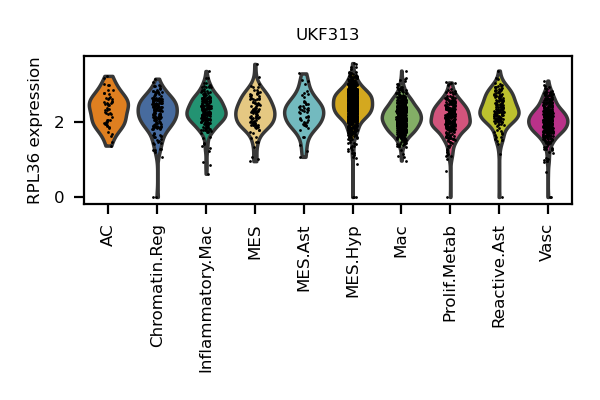 UKF313
RPL36 expression
2
0
AC
Chromatin.Reg
Inflammatory.Mac
MES
MES.Ast
MES.Hyp
Mac
Prolif.Metab
Reactive.Ast
Vasc